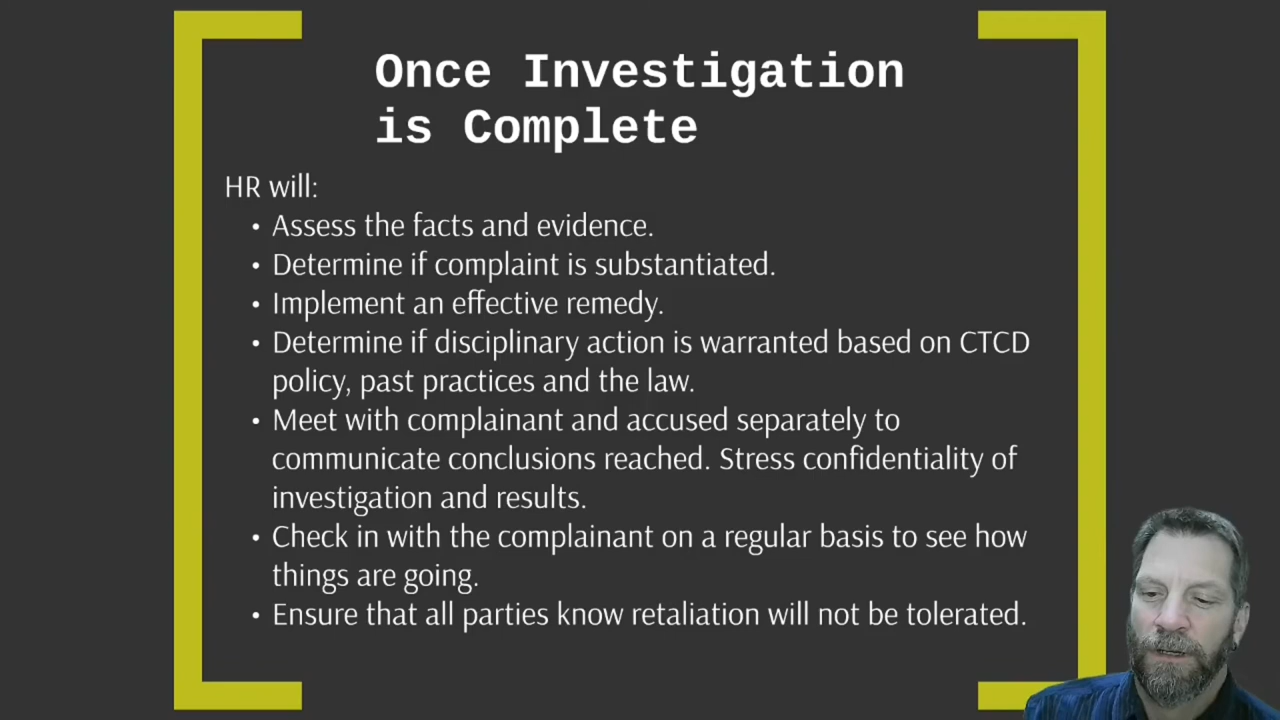 Once Investigation
is Complete
HR will:
• Assess the facts and evidence.
• Determine if complaint is substantiated.
• Implement an effective remedy.
• Determine if disciplinary action is warranted based on CTCD
policy, past practices and the law.
• Meet with complainant and accused separately to
communicate conclusions reached. Stress confidentiality of
investigation and results.
• Check in with the complainant on a regular basis to see how
things are going.
• Ensure that all parties know retaliation will not be tolerated.